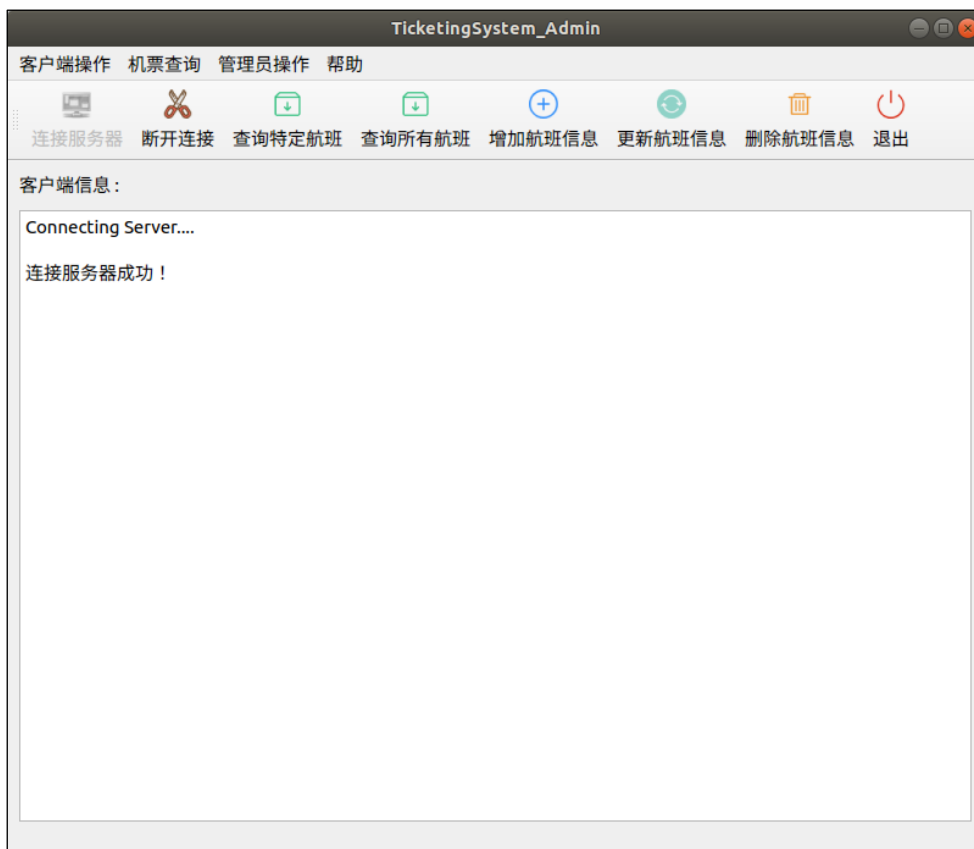 TicketingSystem_Admin
客户端操作 机票查询 管理员操作 帮助
连接服务器 断开连接 查询特定航班 查询所有航班 增加航班信息 更新航班信息 删除航班信息 退出
客户端信息:
Connecting Server....
连接服务器成功！